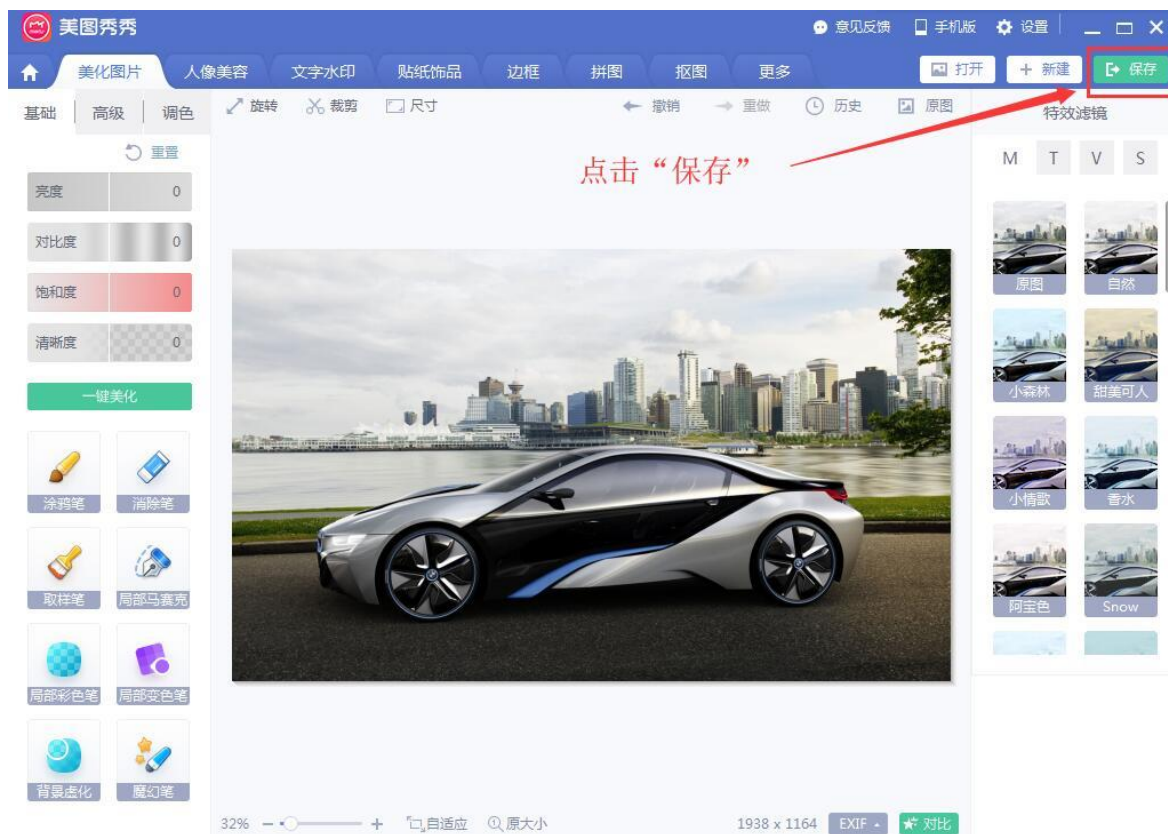 美图秀秀
意见反馈 手机版 设置
美化图片 人像美容 文字水印 贴纸饰品 边框 拼图 抠图 更多 打开 新建 保存
基础 高级 调色 旋转 裁剪 尺寸 撤销 重做 历史 原图 特效滤镜
重置
M T V S
点击“保存”
亮度 0
对比度 0
饱和度 0
清晰度 0
一键美化
原图 自然
小森林 甜美可人
涂鸦笔 消除笔
小情歌 香水
取样笔 局部马赛克
阿宝色 Snow
局部彩色笔 局部变色笔
背景虚化 魔幻笔
32% 自适应 原大小 1938 x 1164 EXIF 对比